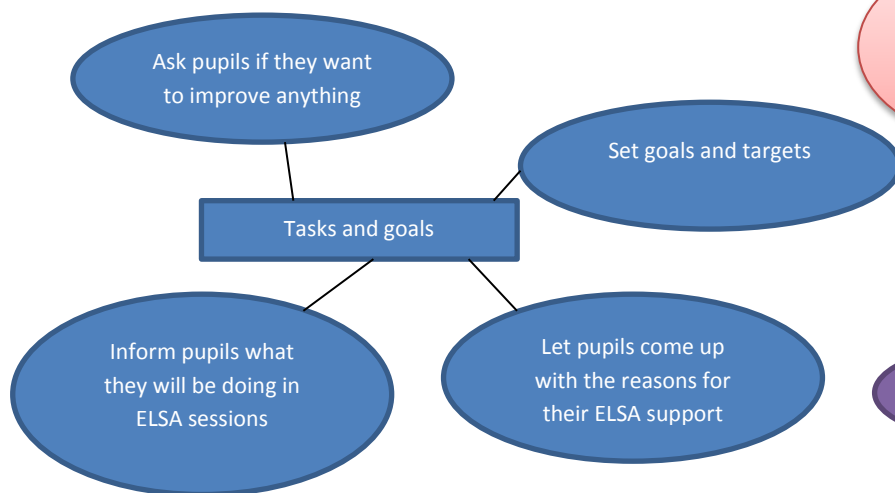 Ask pupils if they want
to improve anything
Set goals and targets
Tasks and goals
Inform pupils what
they will be doing in
ELSA sessions
Let pupils come up
with the reasons for
their ELSA support